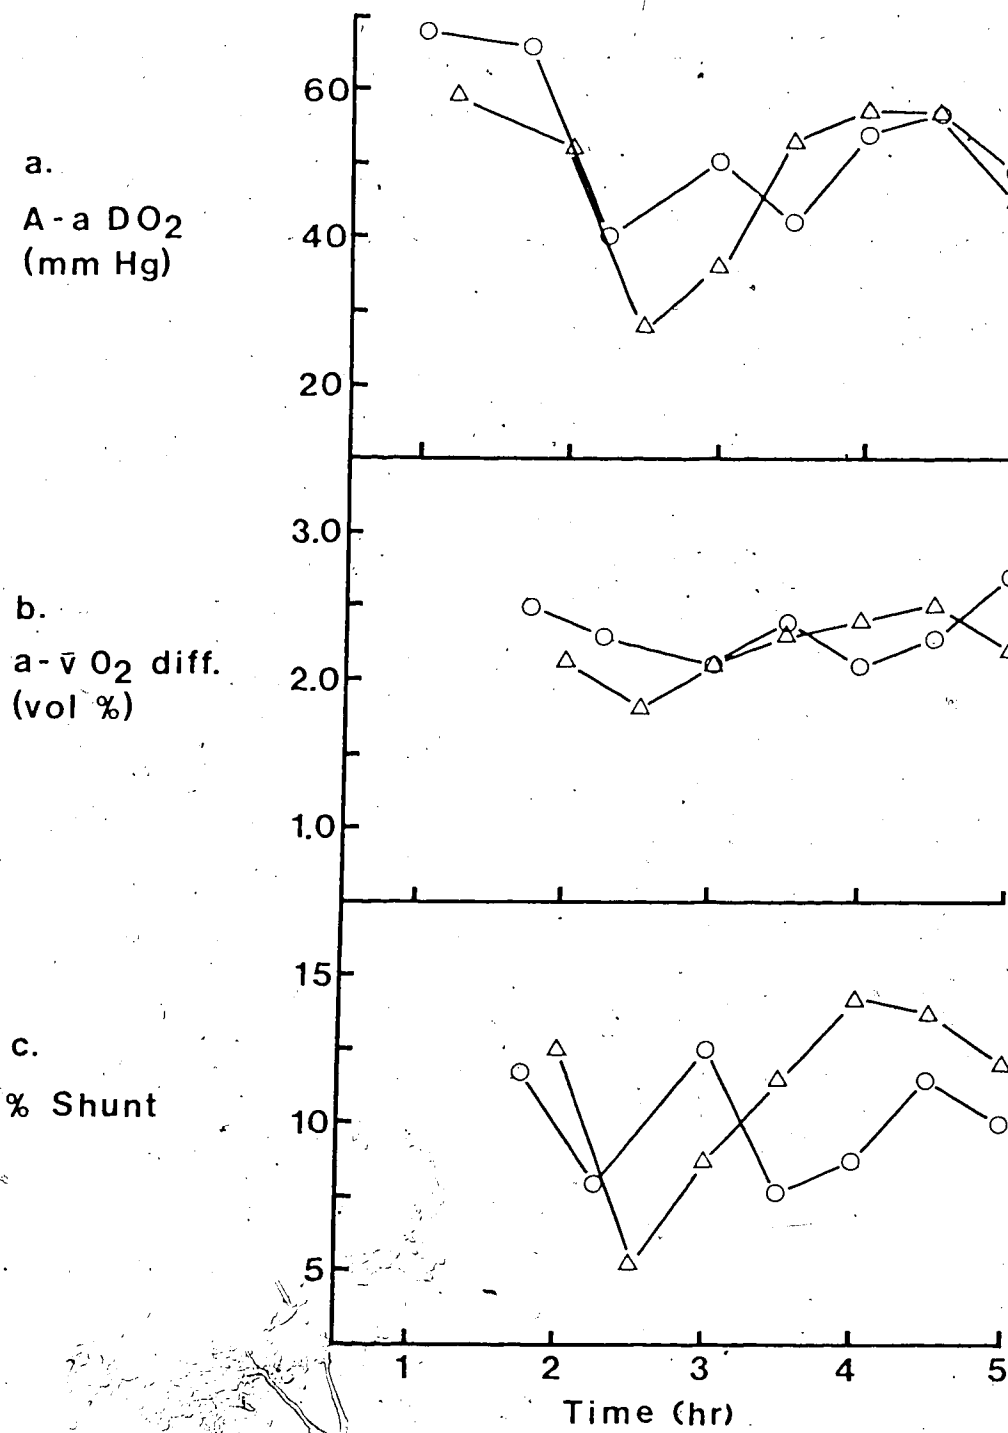 a.
A-a DO2
(mm Hg)
60
40
20
b.
a-v̄ O2 diff.
(vol %)
3.0
2.0
1.0
c.
% Shunt
15
10
5
1 2 3 4 5
Time (hr)